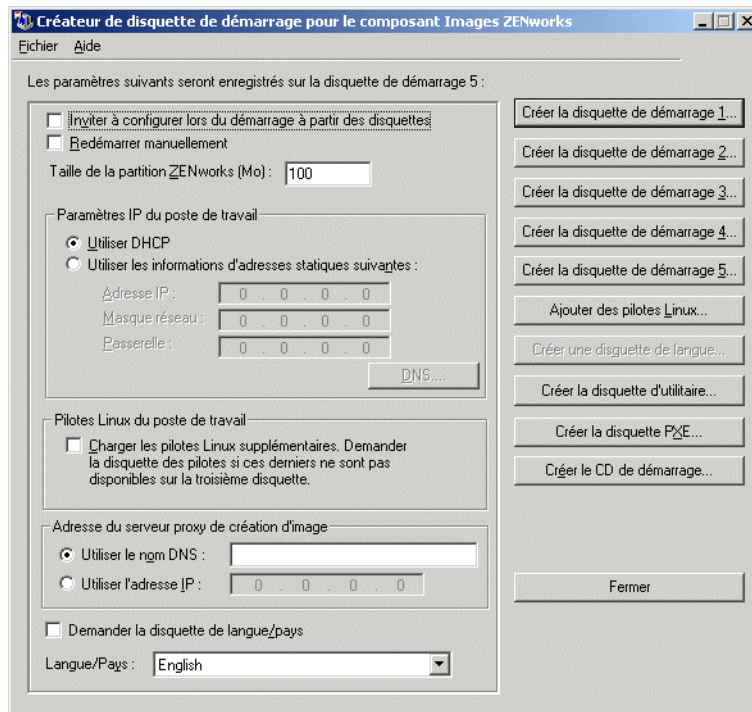 Créateur de disquette de démarrage pour le composant Images ZENworks
Fichier Aide
Les paramètres suivants seront enregistrés sur la disquette de démarrage 5 :
Inviter à configurer lors du démarrage à partir des disquettes
Redémarrer manuellement
Taille de la partition ZENworks (Mo) : 100
Paramètres IP du poste de travail
Utiliser DHCP
Utiliser les informations d'adresses statiques suivantes :
Adresse IP : 0 . 0 . 0 . 0
Masque réseau : 0 . 0 . 0 . 0
Passerelle : 0 . 0 . 0 . 0
DNS....
Pilotes Linux du poste de travail
Charger les pilotes Linux supplémentaires. Demander
la disquette des pilotes si ces derniers ne sont pas
disponibles sur la troisième disquette.
Adresse du serveur proxy de création d'image
Utiliser le nom DNS :
Utiliser l'adresse IP : 0 . 0 . 0 . 0
Demander la disquette de langue/pays
Langue/Pays : English
Créer la disquette de démarrage 1...
Créer la disquette de démarrage 2...
Créer la disquette de démarrage 3...
Créer la disquette de démarrage 4...
Créer la disquette de démarrage 5...
Ajouter des pilotes Linux...
Créer une disquette de langue...
Créer la disquette d'utilitaire...
Créer la disquette PXE...
Créer le CD de démarrage...
Fermer